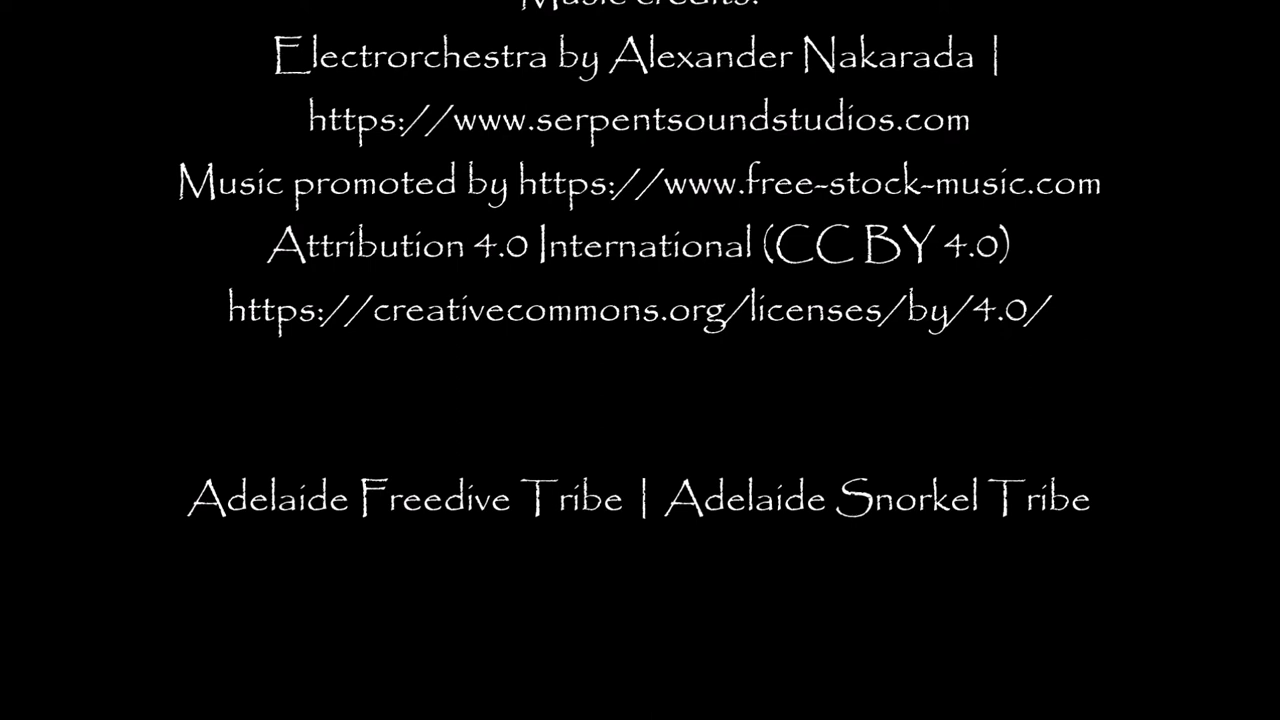 Music credits:
Electrorchestra by Alexander Nakarada |
https://www.serpentsoundstudios.com
Music promoted by https://www.free-stock-music.com
Attribution 4.0 International (CC BY 4.0)
https://creativecommons.org/licenses/by/4.0/
Adelaide Freedive Tribe | Adelaide Snorkel Tribe